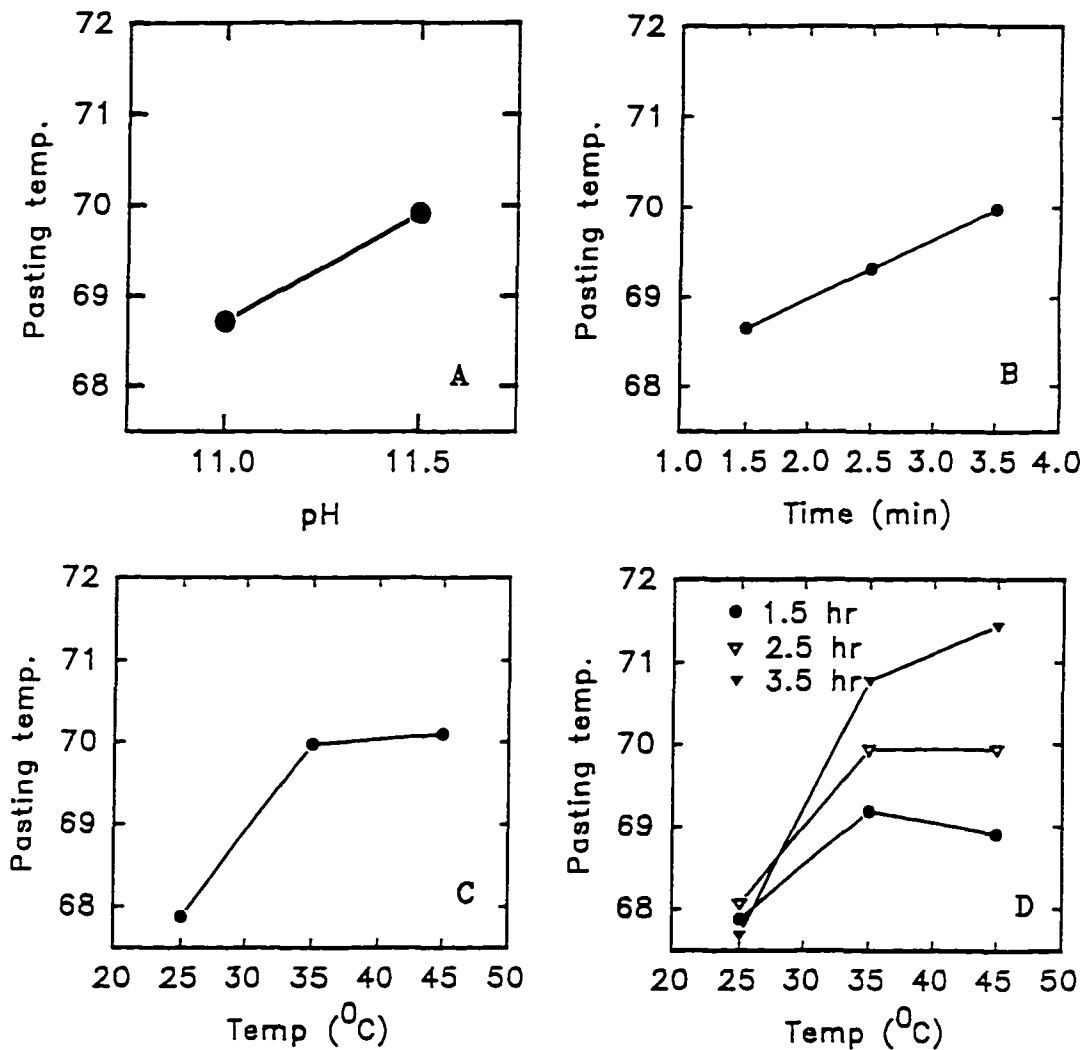 72
71
70
69
68
Pasting temp.
A
11.0 11.5
pH
72
71
70
69
68
Pasting temp.
B
1.0 1.5 2.0 2.5 3.0 3.5 4.0
Time (min)
72
71
70
69
68
Pasting temp.
C
20 25 30 35 40 45 50
Temp (⁰C)
72
71
70
69
68
Pasting temp.
1.5 hr
2.5 hr
3.5 hr
D
20 25 30 35 40 45 50
Temp (⁰C)